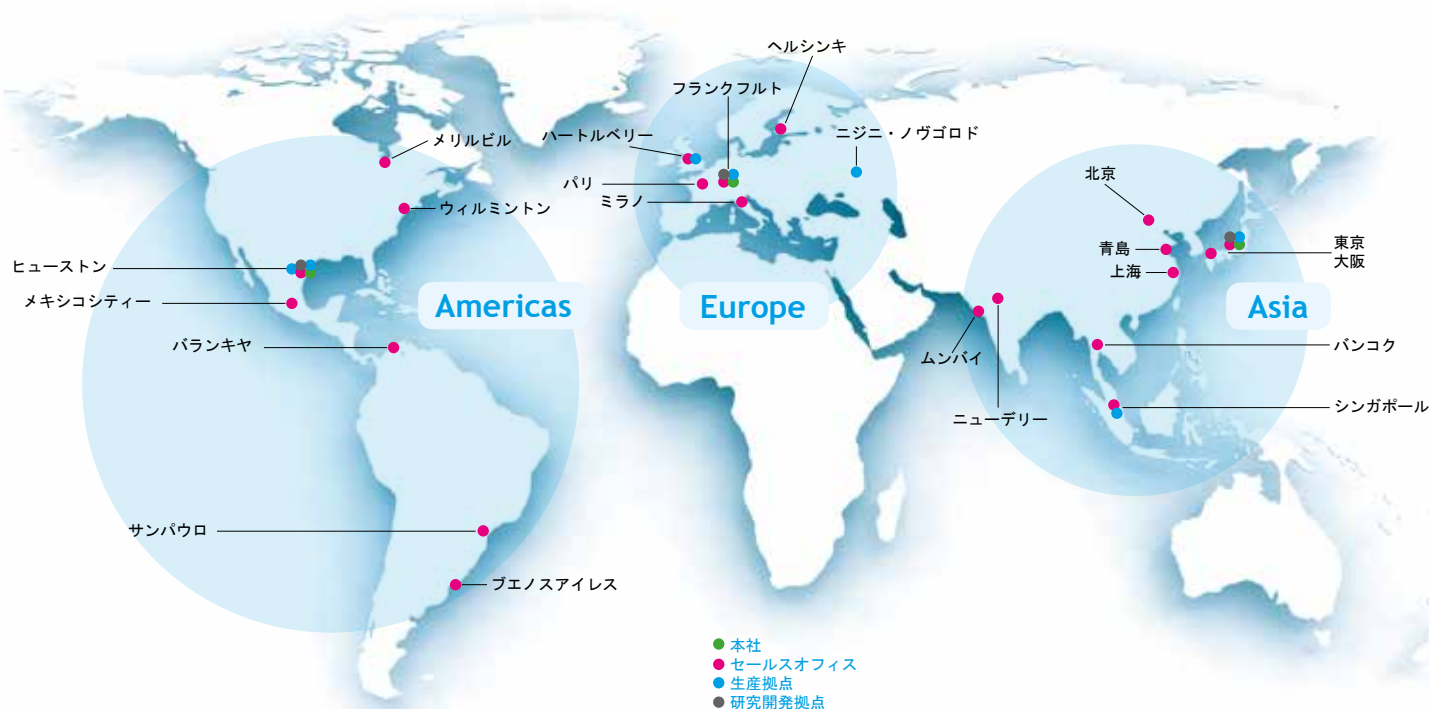 ヘルシンキ
フランクフルト
メリルビル
ハートルベリー
ニジニ・ノヴゴロド
パリ
ミラノ
ウィルミントン
北京
青島
上海
東京
大阪
ヒューストン
メキシコシティー
Americas
Europe
Asia
バランキヤ
ムンバイ
バンコク
ニューデリー
シンガポール
サンパウロ
ブエノスアイレス
本社
セールスオフィス
生産拠点
研究開発拠点